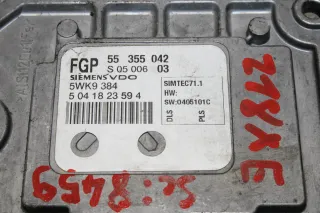 FGP 55 355 042
S 05 006 03
SIEMENS VDO
5WK9 384
5 04 18 23 59 4
SIMTEC71.1
HW:
SW:0405101C
DLS
PLS
Z18XE
SC:8459